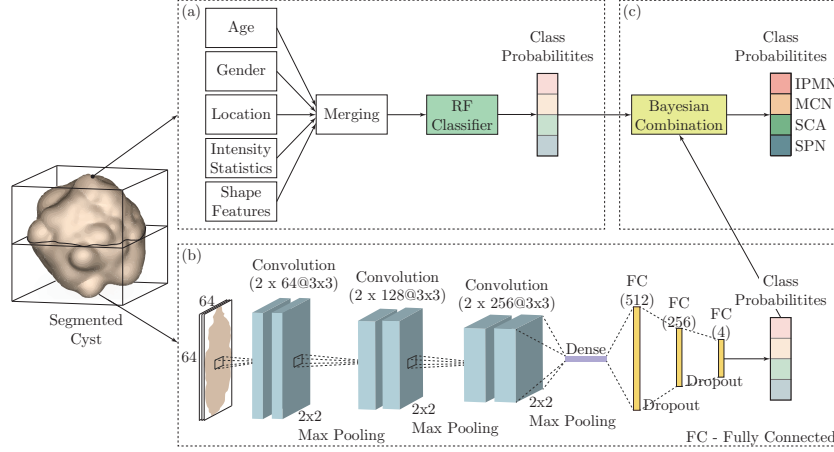 (a)
Age
Gender
Location
Intensity
Statistics
Shape
Features
Merging
RF
Classifier
Class
Probabilitites
(c)
Bayesian
Combination
Class
Probabilitites
IPMN
MCN
SCA
SPN
Segmented
Cyst
(b)
64
64
Convolution
(2 x 64@3x3)
2x2
Max Pooling
Convolution
(2 x 128@3x3)
2x2
Max Pooling
Convolution
(2 x 256@3x3)
2x2
Max Pooling
Dense
FC
(512)
Dropout
FC
(256)
Dropout
FC
(4)
Class
Probabilitites
FC - Fully Connected